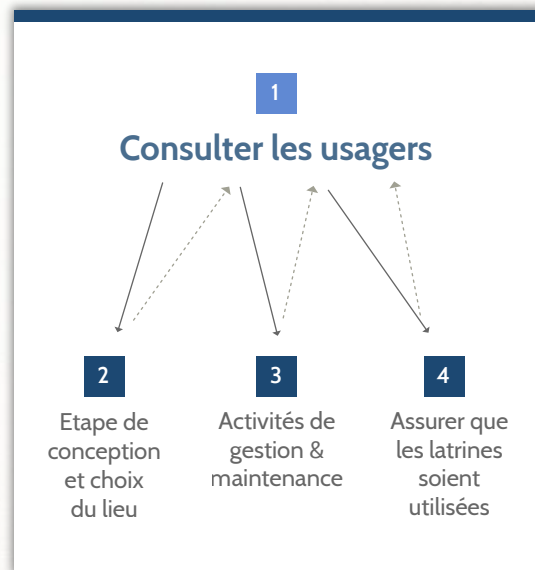 1
Consulter les usagers
2
Etape de
conception
et choix
du lieu
3
Activités de
gestion &
maintenance
4
Assurer que
les latrines
soient
utilisées